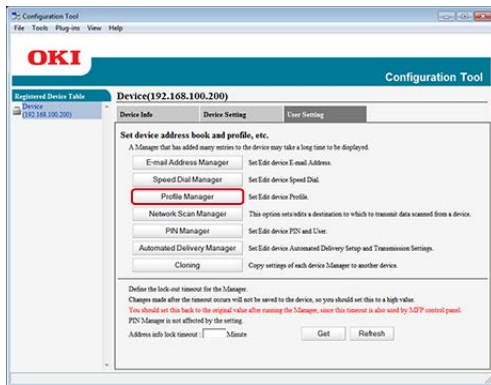 Configuration Tool
File Tools Plug-ins View Help
OKI
Configuration Tool
Registered Device Table
Device
(192.168.100.200)
Device(192.168.100.200)
Device Info Device Setting User Setting
Set device address book and profile, etc.
A Manager that has added many entries to the device may take a long time to be displayed.
E-mail Address Manager Set/Edit device E-mail Address.
Speed Dial Manager Set/Edit device Speed Dial.
Profile Manager Set/Edit device Profile.
Network Scan Manager This option sets/edits a destination to which to transmit data scanned from a device.
PIN Manager Set/Edit device PIN and User.
Automated Delivery Manager Set/Edit device Automated Delivery Setup and Transmission Settings.
Cloning Copy settings of each device Manager to another device.
Define the lock-out timeout for the Manager.
Changes made after the timeout occurs will not be saved to the device, so you should set this to a high value.
You should set this back to the original value after running the Manager, since this timeout is also used by MFP control panel.
PIN Manager is not affected by the setting.
Address info lock timeout : Minute Get Refresh